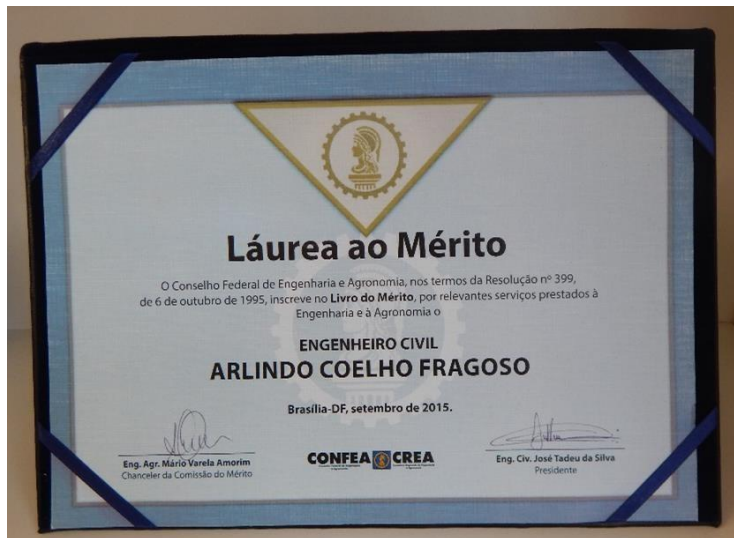 Láurea ao Mérito
O Conselho Federal de Engenharia e Agronomia, nos termos da Resolução nº 399,
de 6 de outubro de 1995, inscreve no Livro do Mérito, por relevantes serviços prestados à
Engenharia e à Agronomia o
ENGENHEIRO CIVIL
ARLINDO COELHO FRAGOSO
Brasília-DF, setembro de 2015.
Eng. Agr. Mário Varela Amorim
Chanceler da Comissão do Mérito
CONFEA CREA
Eng. Civ. José Tadeu da Silva
Presidente